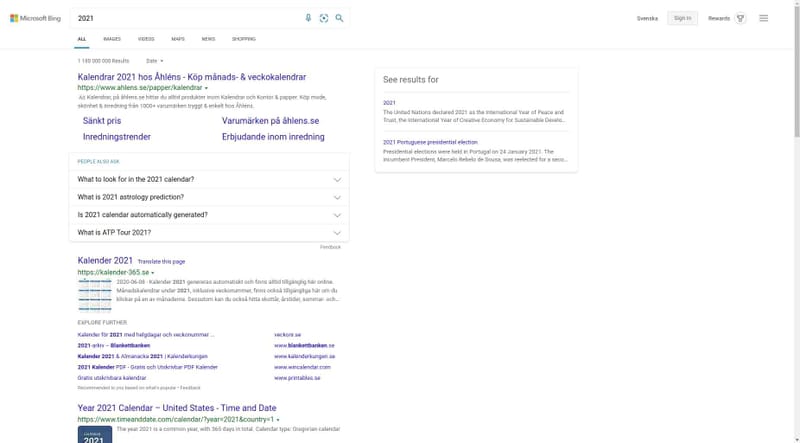 Microsoft Bing
2021
Svenska
Sign in
Rewards
ALL IMAGES VIDEOS MAPS NEWS SHOPPING
1 180 000 000 Results Date
Kalendrar 2021 hos Åhléns - Köp månads- & veckokalendrar
https://www.ahlens.se/papper/kalendrar
Ad Kalendrar, på åhlens.se hittar du alltid produkter inom Kalendrar och Kontor & papper. Köp mode,
skönhet & inredning från 1000+ varumärken tryggt & enkelt hos Åhléns.
Sänkt pris Varumärken på åhlens.se
Inredningstrender Erbjudande inom inredning
PEOPLE ALSO ASK
What to look for in the 2021 calendar?
What is 2021 astrology prediction?
Is 2021 calendar automatically generated?
What is ATP Tour 2021?
Feedback
Kalender 2021 Translate this page
https://kalender-365.se
2020-06-08 · Kalender 2021 genereras automatiskt och finns alltid tillgänglig här online.
Månadskalendrar under 2021, inklusive veckonummer, finns också tillgängliga här om du
klickar på en av månaderna. Dessutom kan du också hitta skottår, årstider, sommar- och...
EXPLORE FURTHER
Kalender för 2021 med helgdagar och veckonummer ... veckonr.se
2021-arkiv – Blankettbanken www.blankettbanken.se
Kalender 2021 & Almanacka 2021 | Kalenderkungen www.kalenderkungen.se
2021 Kalender PDF - Gratis och Utskrivbar PDF Kalender www.wincalendar.com
Gratis utskrivbara kalendrar www.printables.se
Recommended to you based on what's popular • Feedback
Year 2021 Calendar – United States - Time and Date
https://www.timeanddate.com/calendar/?year=2021&country=1
The year 2021 is a common year, with 365 days in total. Calendar type: Gregorian calendar
2021
See results for
2021
The United Nations declared 2021 as the International Year of Peace and
Trust, the International Year of Creative Economy for Sustainable Develo...
2021 Portuguese presidential election
Presidential elections were held in Portugal on 24 January 2021. The
incumbent President, Marcelo Rebelo de Sousa, was reelected for a seco...